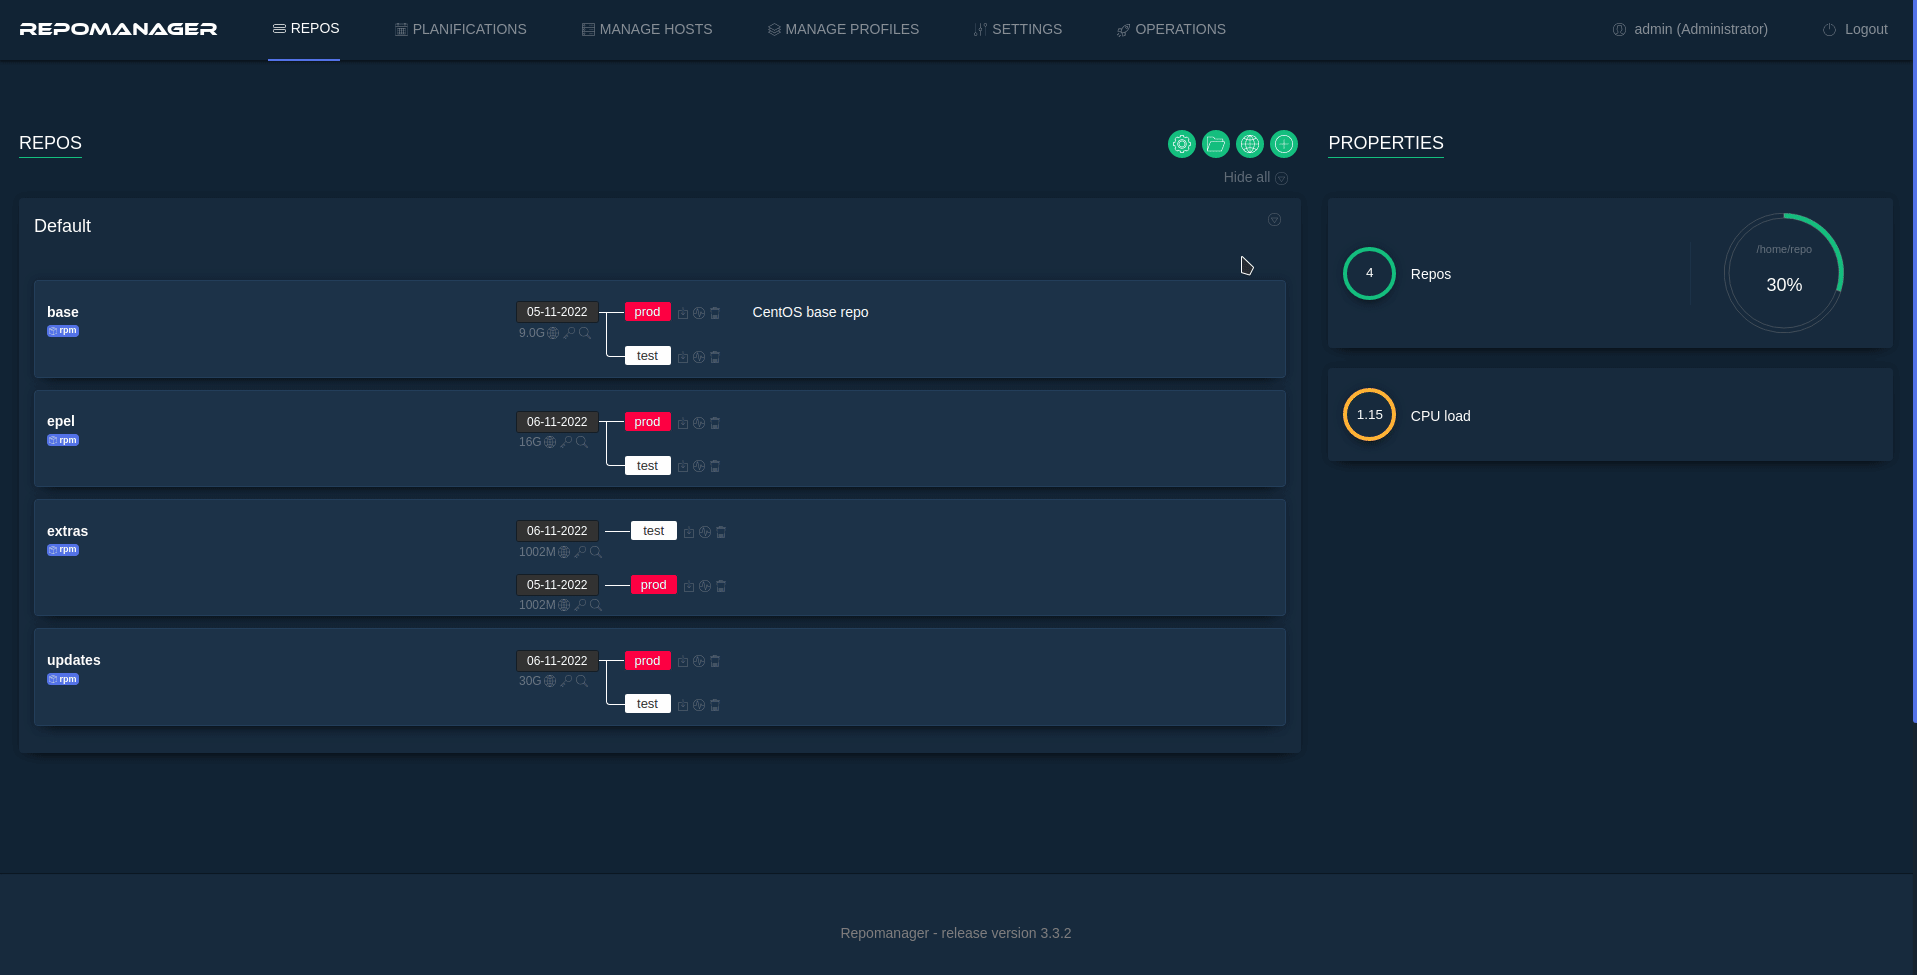 REPOMANAGER REPOS PLANIFICATIONS MANAGE HOSTS MANAGE PROFILES SETTINGS OPERATIONS admin (Administrator) Logout
REPOS
Hide all
Default
base 05-11-2022 prod CentOS base repo
rpm 9.0G
test
epel 06-11-2022 prod
rpm 16G
test
extras 06-11-2022 test
rpm 1002M
05-11-2022 prod
1002M
updates 06-11-2022 prod
rpm 30G
test
PROPERTIES
4 Repos
/home/repo
30%
1.15 CPU load
Repomanager - release version 3.3.2